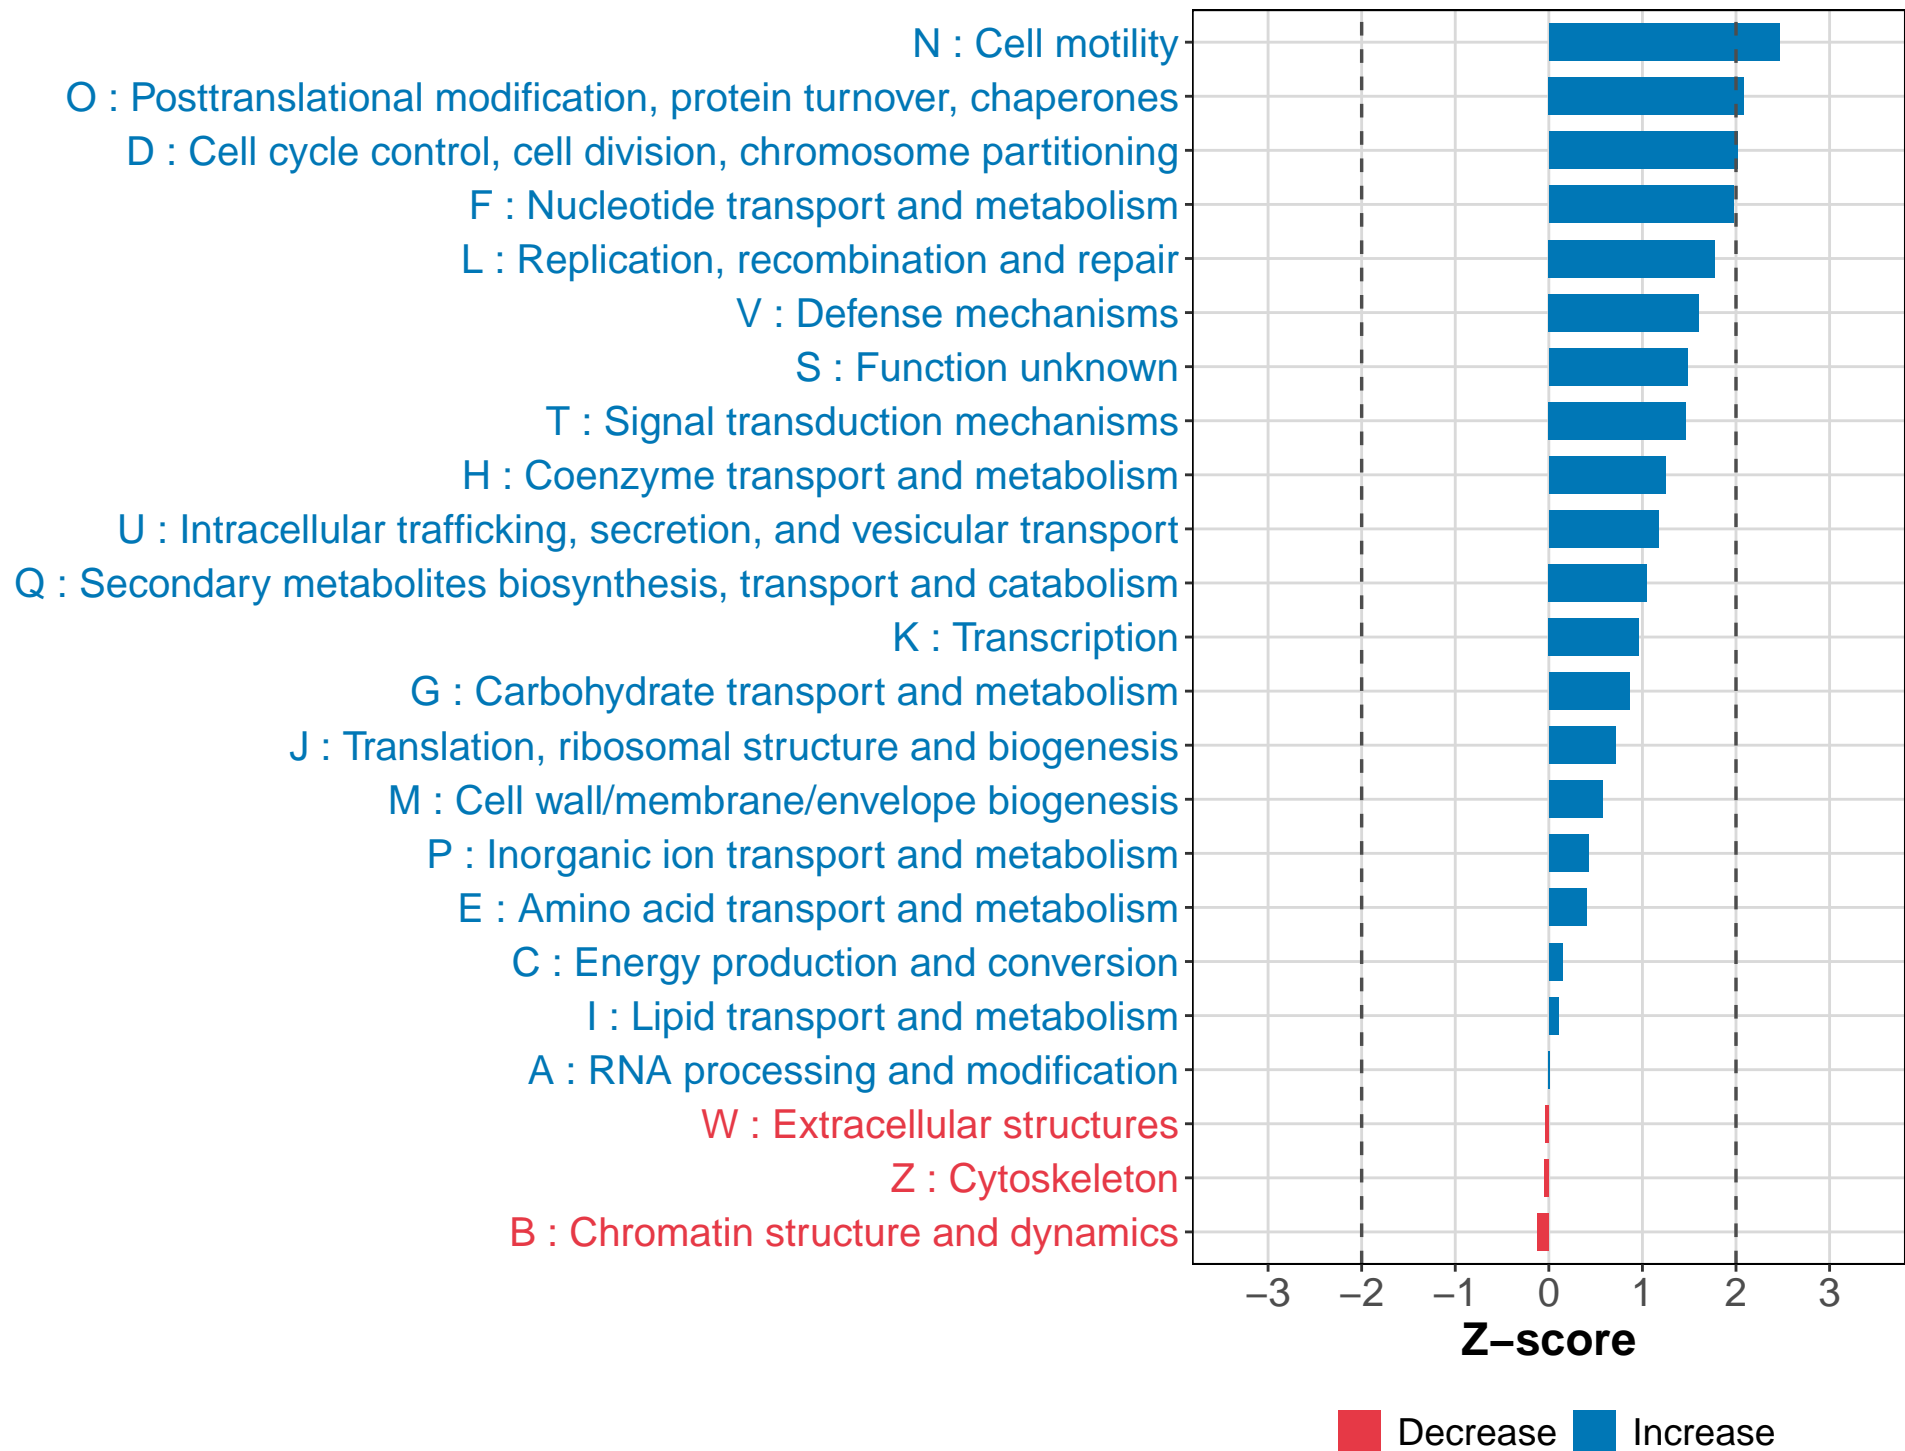 N : Cell motility
O : Posttranslational modification, protein turnover, chaperones
D : Cell cycle control, cell division, chromosome partitioning
F : Nucleotide transport and metabolism
L : Replication, recombination and repair
V : Defense mechanisms
S : Function unknown
T : Signal transduction mechanisms
H : Coenzyme transport and metabolism
U : Intracellular trafficking, secretion, and vesicular transport
Q : Secondary metabolites biosynthesis, transport and catabolism
K : Transcription
G : Carbohydrate transport and metabolism
J : Translation, ribosomal structure and biogenesis
M : Cell wall/membrane/envelope biogenesis
P : Inorganic ion transport and metabolism
E : Amino acid transport and metabolism
C : Energy production and conversion
I : Lipid transport and metabolism
A : RNA processing and modification
W : Extracellular structures
Z : Cytoskeleton
B : Chromatin structure and dynamics
−3 −2 −1 0 1 2 3
Z−score
Decrease Increase